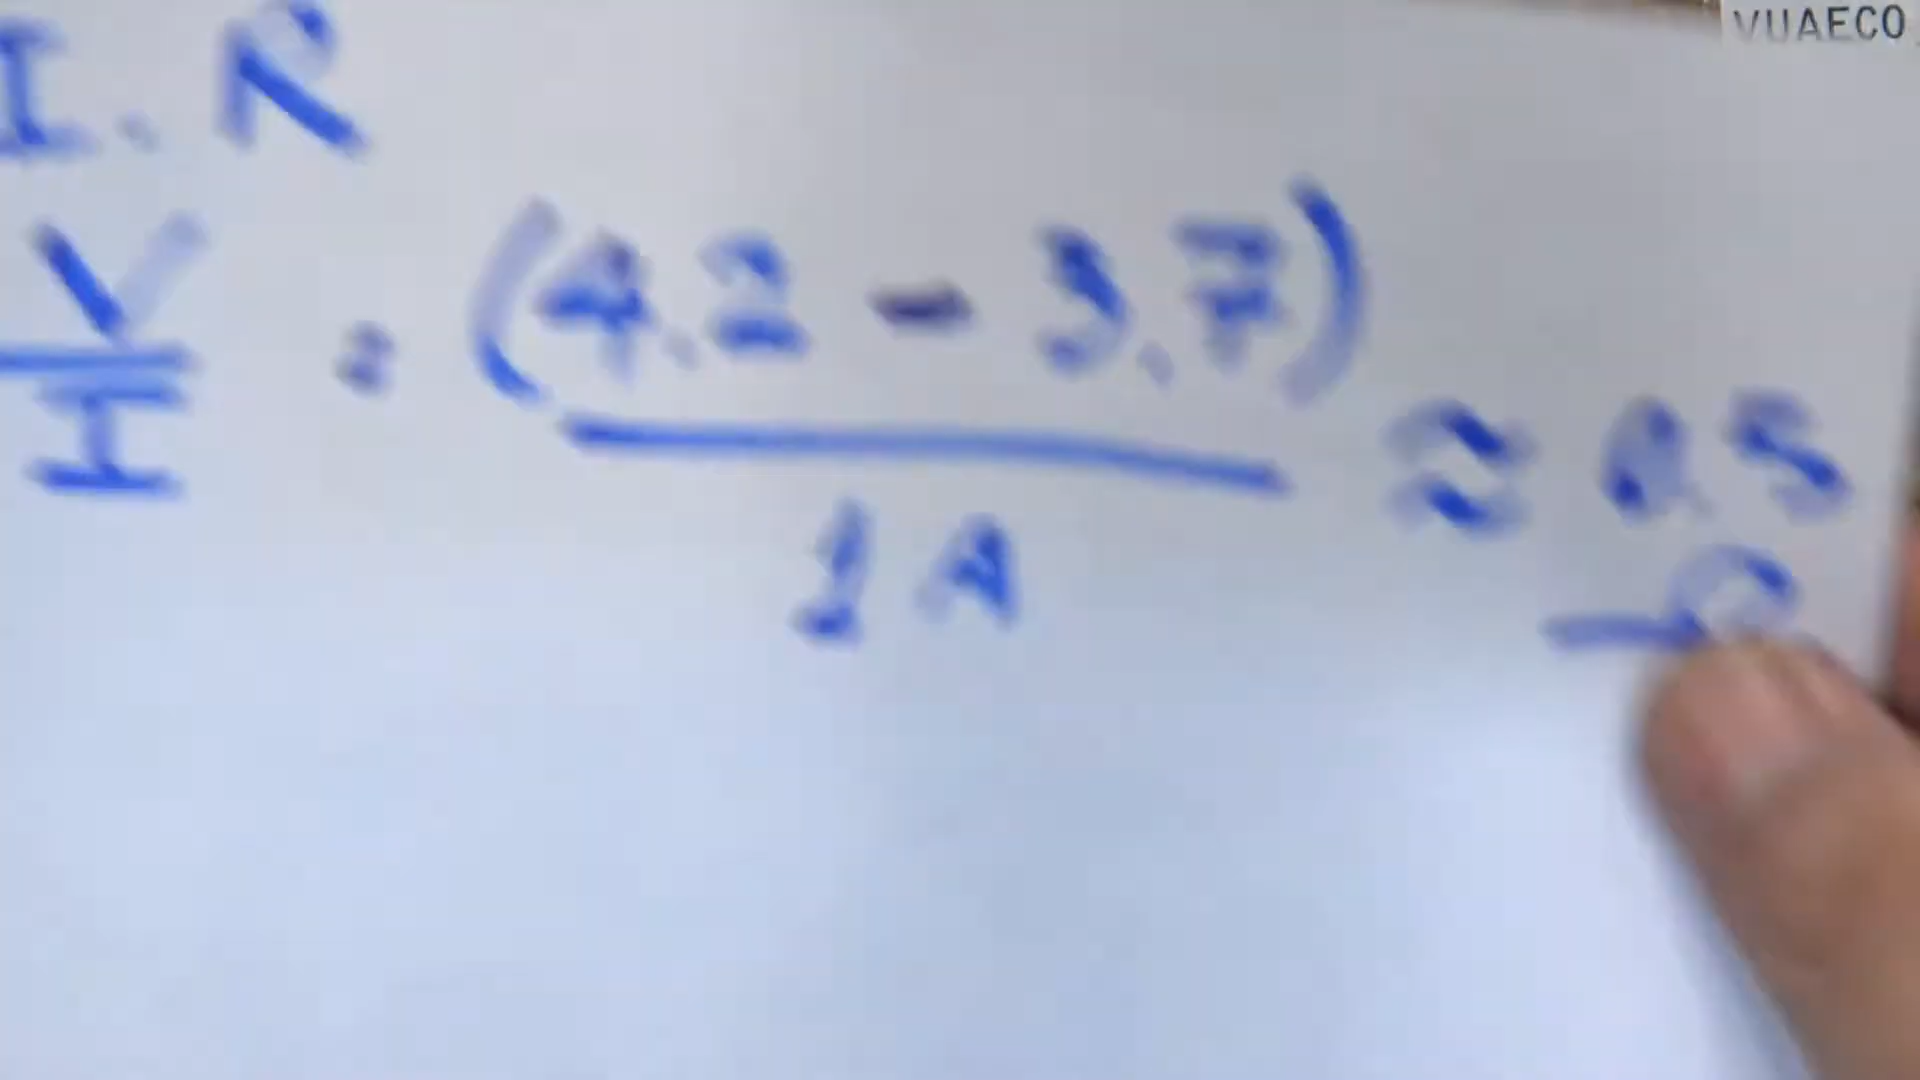 VUAECO
I. R
V/I = (4.2 - 3.7)/1A ≈ 0.5